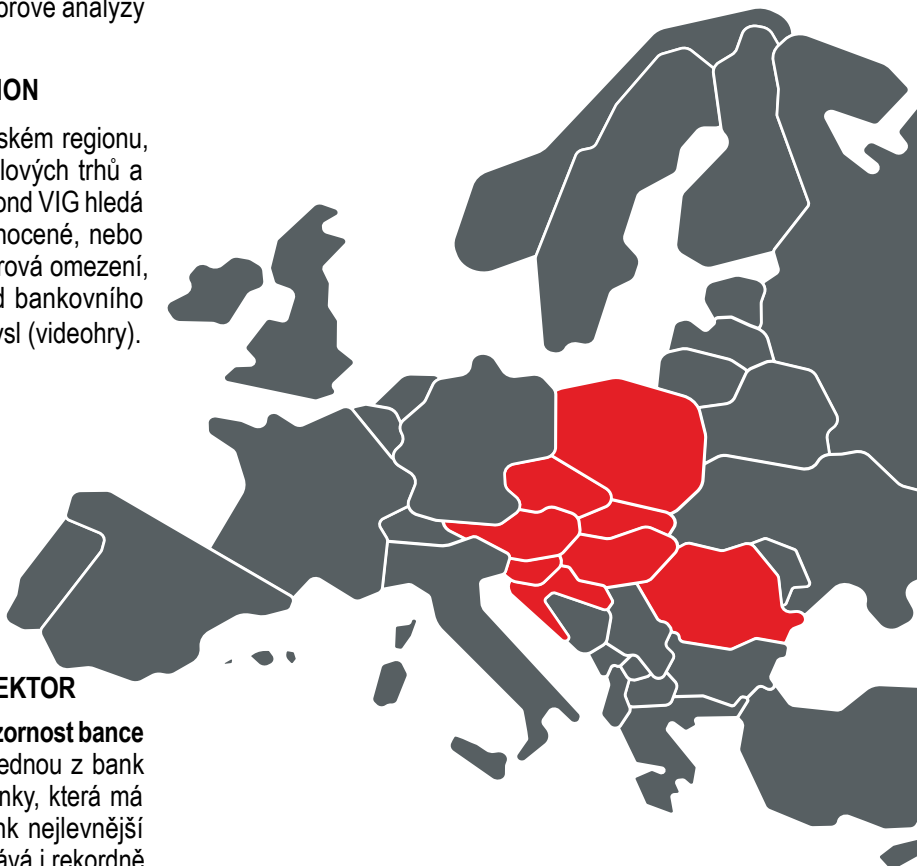 orové analýzy
ION
ském regionu,
lových trhů a
ond VIG hledá
nocené, nebo
rová omezení,
d bankovního
ysl (videohry).
EKTOR
zornost bance
ednou z bank
nky, která má
nk nejlevnější
ává i rekordně